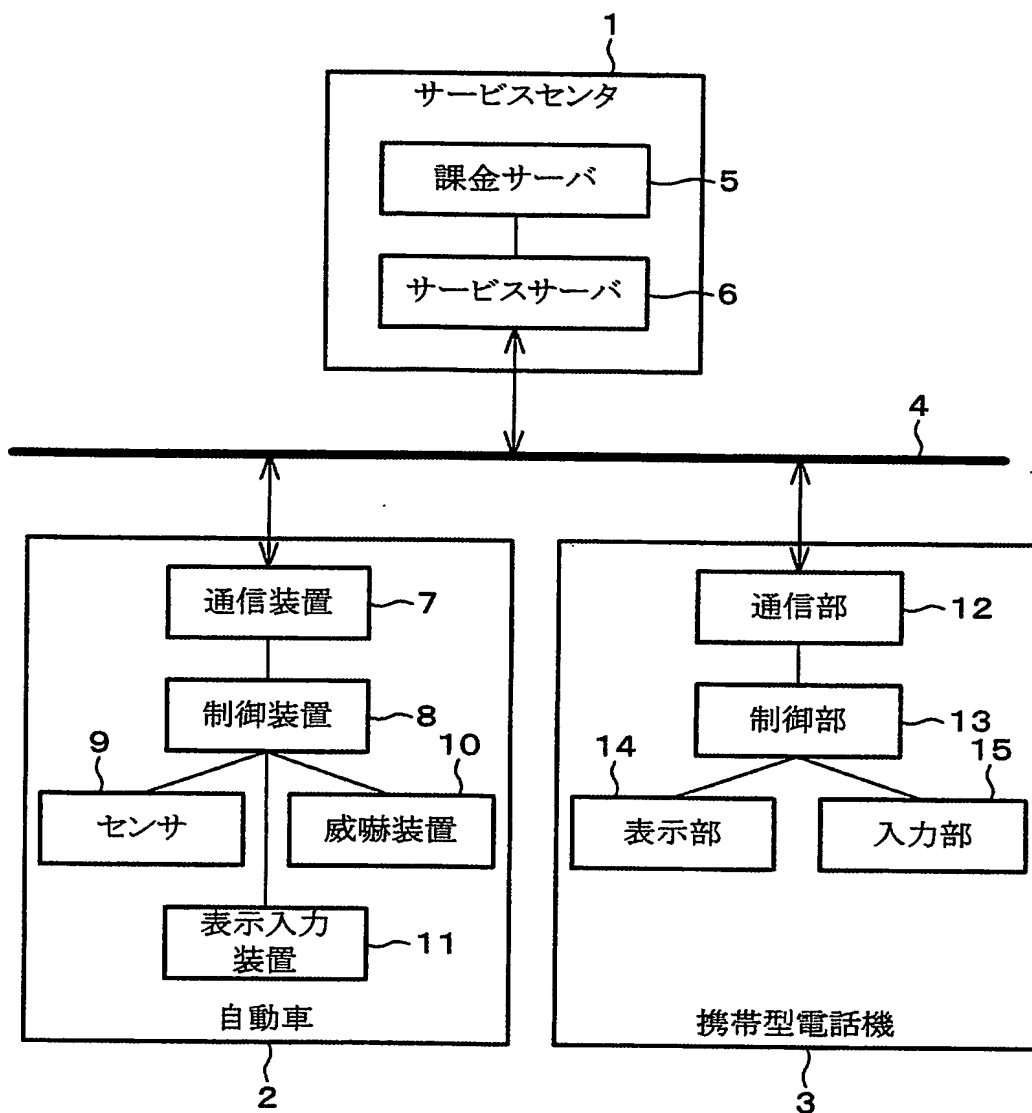 1
サービスセンタ
課金サーバ
5
サービスサーバ
6
4
通信装置
7
制御装置
8
9
センサ
10
威嚇装置
表示入力
装置
11
自動車
2
通信部
12
制御部
13
14
表示部
15
入力部
携帯型電話機
3